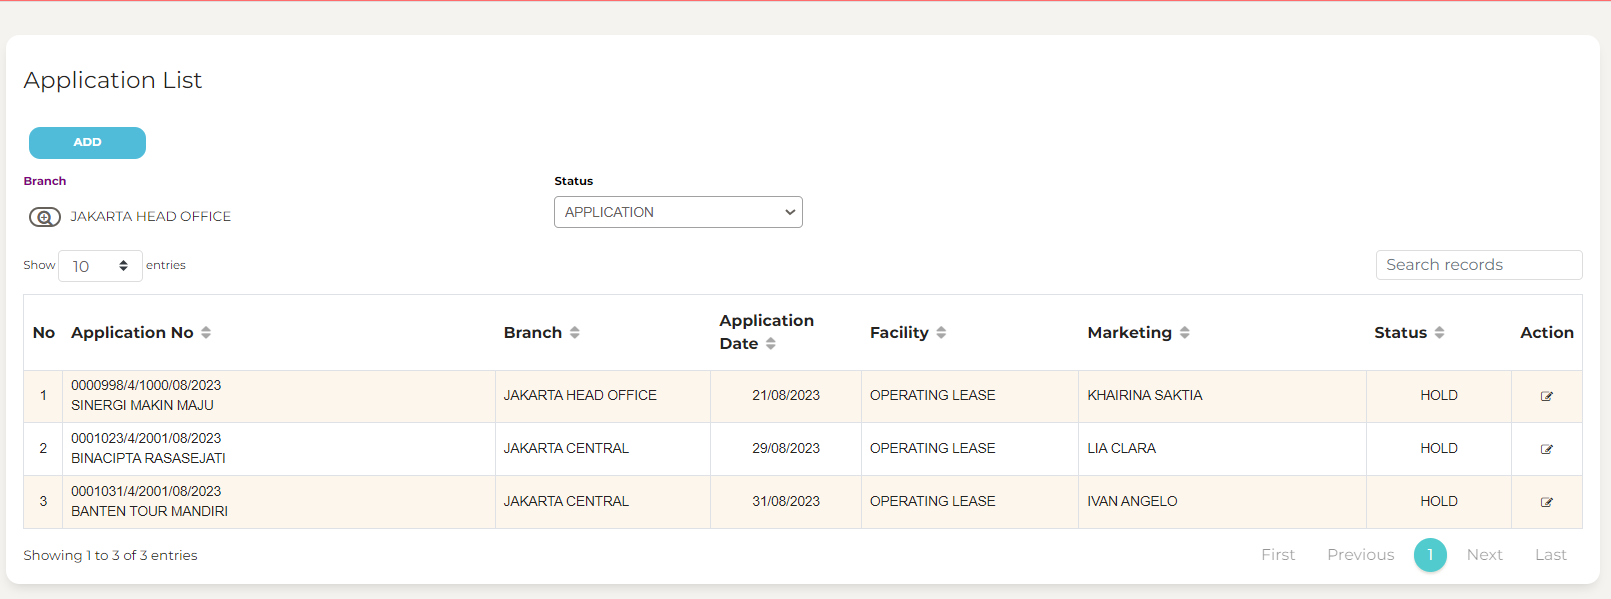 Application List
ADD
Branch
Status
JAKARTA HEAD OFFICE
APPLICATION
Show 10 entries
Search records
No Application No Branch Application Date Facility Marketing Status Action
1 0000998/4/1000/08/2023 JAKARTA HEAD OFFICE 21/08/2023 OPERATING LEASE KHAIRINA SAKTIA HOLD
SINERGI MAKIN MAJU
2 0001023/4/2001/08/2023 JAKARTA CENTRAL 29/08/2023 OPERATING LEASE LIA CLARA HOLD
BINACIPTA RASASEJATI
3 0001031/4/2001/08/2023 JAKARTA CENTRAL 31/08/2023 OPERATING LEASE IVAN ANGELO HOLD
BANTEN TOUR MANDIRI
Showing 1 to 3 of 3 entries
First Previous 1 Next Last